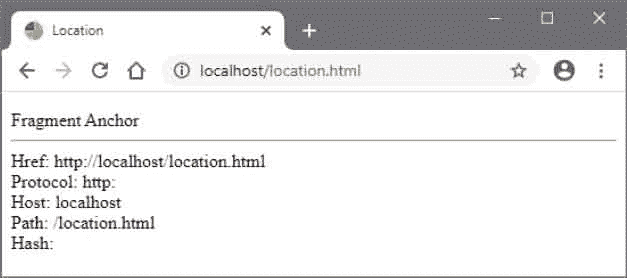 Location
localhost/location.html
Fragment Anchor
Href: http://localhost/location.html
Protocol: http:
Host: localhost
Path: /location.html
Hash: